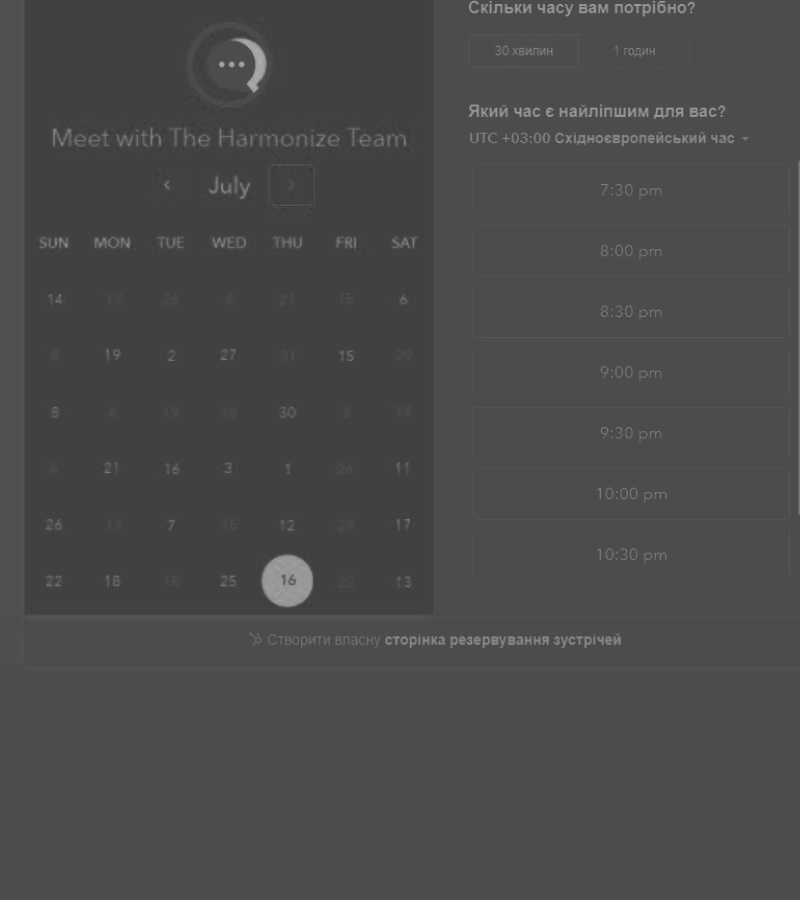 Meet with The Harmonize Team
July
SUN MON TUE WED THU FRI SAT
14 17 26 4 21 15 6
8 19 2 27 31 15 29
8 4 19 18 30 3 14
6 21 16 3 1 26 11
26 17 7 15 12 29 17
22 18 15 25 16 22 13
Скільки часу вам потрібно?
30 хвилин 1 годин
Який час є найліпшим для вас?
UTC +03:00 Східноєвропейський час
7:30 pm
8:00 pm
8:30 pm
9:00 pm
9:30 pm
10:00 pm
10:30 pm
Створити власну сторінка резервування зустрічей